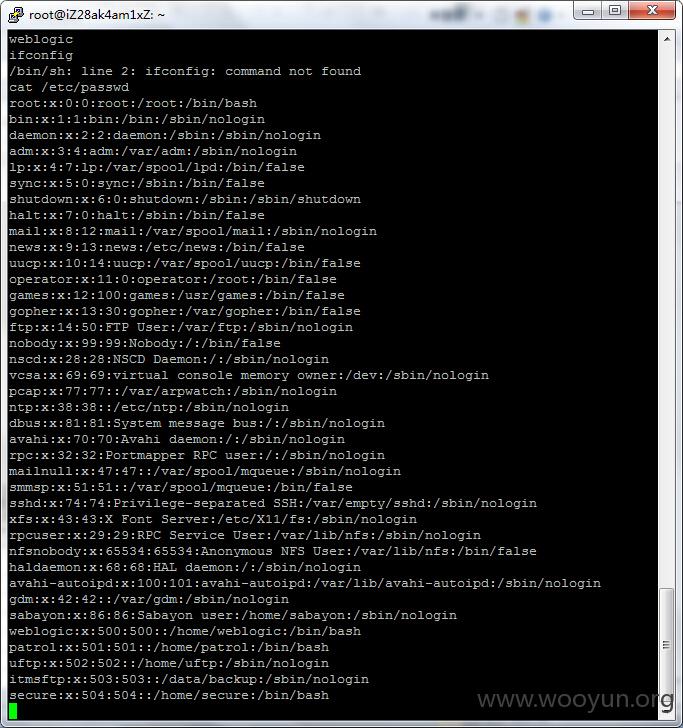 root@iZ28ak4am1xZ: ~
weblogic
ifconfig
/bin/sh: line 2: ifconfig: command not found
cat /etc/passwd
root:x:0:0:root:/root:/bin/bash
bin:x:1:1:bin:/bin:/sbin/nologin
daemon:x:2:2:daemon:/sbin:/sbin/nologin
adm:x:3:4:adm:/var/adm:/sbin/nologin
lp:x:4:7:lp:/var/spool/lpd:/bin/false
sync:x:5:0:sync:/sbin:/bin/false
shutdown:x:6:0:shutdown:/sbin:/sbin/shutdown
halt:x:7:0:halt:/sbin:/bin/false
mail:x:8:12:mail:/var/spool/mail:/sbin/nologin
news:x:9:13:news:/etc/news:/bin/false
uucp:x:10:14:uucp:/var/spool/uucp:/bin/false
operator:x:11:0:operator:/root:/bin/false
games:x:12:100:games:/usr/games:/bin/false
gopher:x:13:30:gopher:/var/gopher:/bin/false
ftp:x:14:50:FTP User:/var/ftp:/sbin/nologin
nobody:x:99:99:Nobody:/:/bin/false
nscd:x:28:28:NSCD Daemon:/:/sbin/nologin
vcsa:x:69:69:virtual console memory owner:/dev:/sbin/nologin
pcap:x:77:77::/var/arpwatch:/sbin/nologin
ntp:x:38:38::/etc/ntp:/sbin/nologin
dbus:x:81:81:System message bus:/:/sbin/nologin
avahi:x:70:70:Avahi daemon:/:/sbin/nologin
rpc:x:32:32:Portmapper RPC user:/:/sbin/nologin
mailnull:x:47:47::/var/spool/mqueue:/sbin/nologin
smmsp:x:51:51::/var/spool/mqueue:/bin/false
sshd:x:74:74:Privilege-separated SSH:/var/empty/sshd:/sbin/nologin
xfs:x:43:43:X Font Server:/etc/X11/fs:/sbin/nologin
rpcuser:x:29:29:RPC Service User:/var/lib/nfs:/sbin/nologin
nfsnobody:x:65534:65534:Anonymous NFS User:/var/lib/nfs:/bin/false
haldaemon:x:68:68:HAL daemon:/:/sbin/nologin
avahi-autoipd:x:100:101:avahi-autoipd:/var/lib/avahi-autoipd:/sbin/nologin
gdm:x:42:42::/var/gdm:/sbin/nologin
sabayon:x:86:86:Sabayon user:/home/sabayon:/sbin/nologin
weblogic:x:500:500::/home/weblogic:/bin/bash
patrol:x:501:501::/home/patrol:/bin/bash
uftp:x:502:502::/home/uftp:/sbin/nologin
itmsftp:x:503:503::/data/backup:/sbin/nologin
secure:x:504:504::/home/secure:/bin/bash
www.wooyun.org